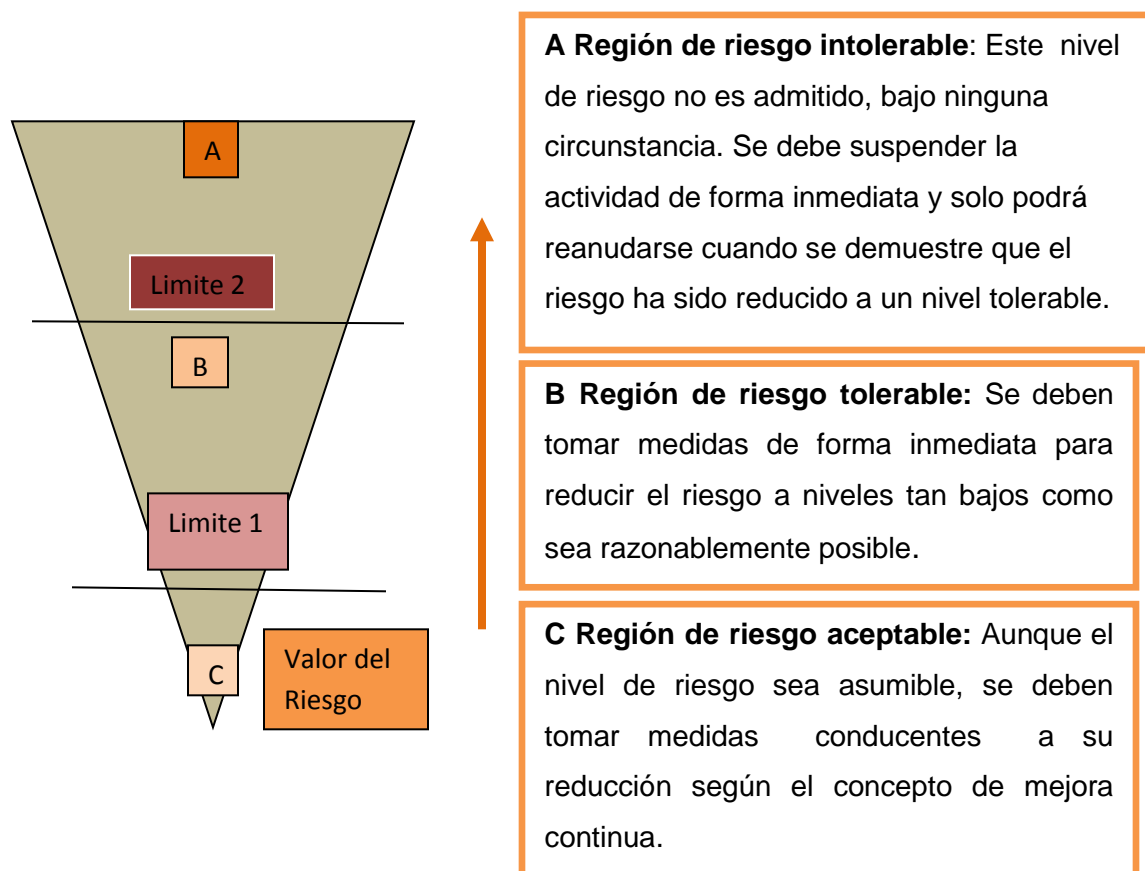 A
Limite 2
B
Limite 1
C
Valor del
Riesgo
A Región de riesgo intolerable: Este nivel
de riesgo no es admitido, bajo ninguna
circunstancia. Se debe suspender la
actividad de forma inmediata y solo podrá
reanudarse cuando se demuestre que el
riesgo ha sido reducido a un nivel tolerable.
B Región de riesgo tolerable: Se deben
tomar medidas de forma inmediata para
reducir el riesgo a niveles tan bajos como
sea razonablemente posible.
C Región de riesgo aceptable: Aunque el
nivel de riesgo sea asumible, se deben
tomar medidas conducentes a su
reducción según el concepto de mejora
continua.